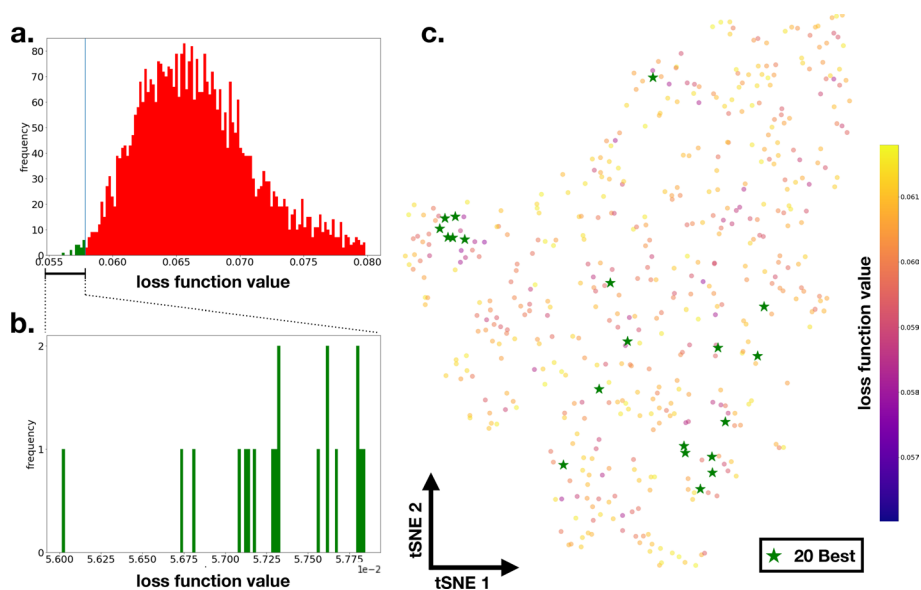 a.
80
70
60
50
40
30
20
10
0
frequency
0.055
0.060
0.065
0.070
0.075
0.080
loss function value
b.
2
1
0
frequency
5.600
5.625
5.650
5.675
5.700
5.725
5.750
5.775
1e−2
loss function value
c.
tSNE 2
tSNE 1
0.061
0.060
0.059
0.058
0.057
loss function value
20 Best